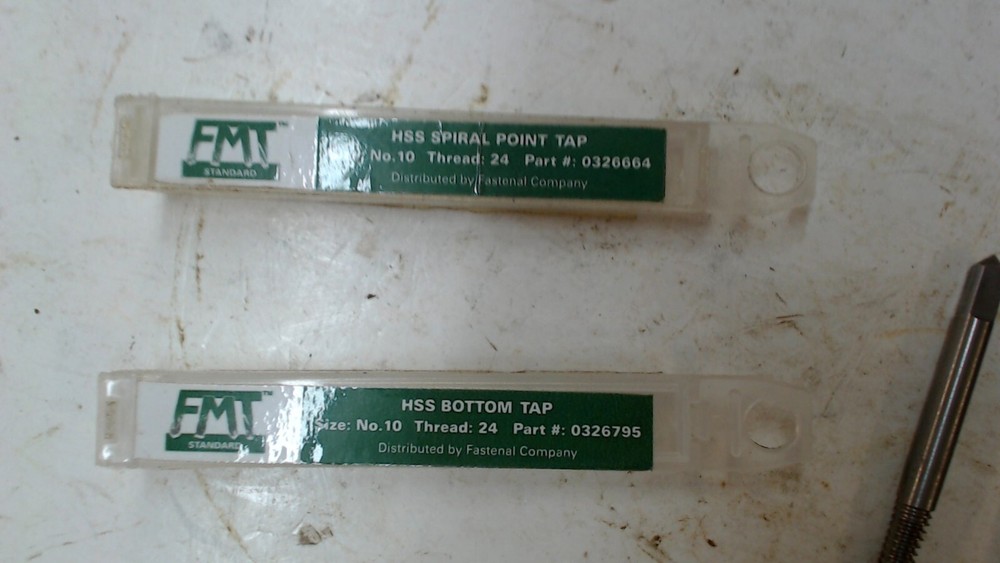 FMT
STANDARD
HSS SPIRAL POINT TAP
No.10 Thread: 24 Part #: 0326664
Distributed by Fastenal Company
FMT™
STANDARD
HSS BOTTOM TAP
Size: No.10 Thread: 24 Part #: 0326795
Distributed by Fastenal Company